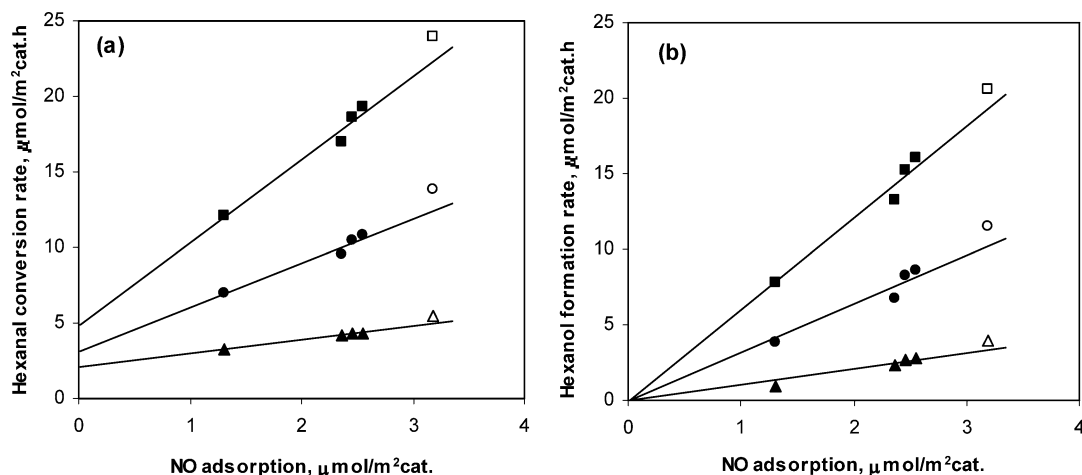 (a)
Hexanal conversion rate, μmol/m²cat.h
25
20
15
10
5
0
0 1 2 3 4
NO adsorption, μmol/m²cat.
(b)
Hexanol formation rate, μmol/m²cat.h
25
20
15
10
5
0
0 1 2 3 4
NO adsorption, μmol/m²cat.